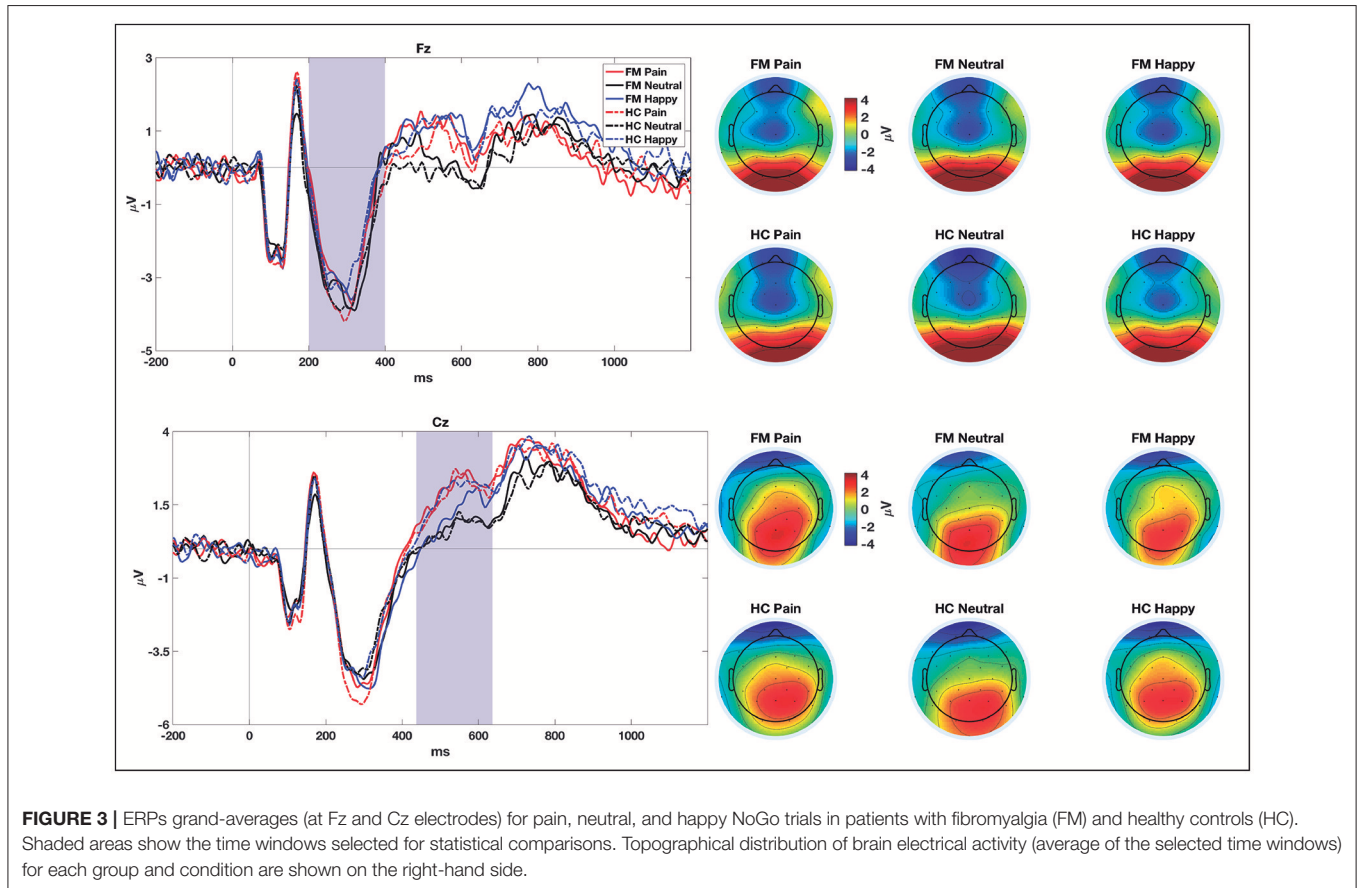 Fz
3
1
-1
-3
-5
μV
-200 0 200 400 600 800 1000
ms
FM Pain
FM Neutral
FM Happy
HC Pain
HC Neutral
HC Happy
FM Pain FM Neutral FM Happy
4
2
0
-2
-4
μV
HC Pain HC Neutral HC Happy
Cz
4
1.5
-1
-3.5
-6
μV
-200 0 200 400 600 800 1000
ms
FM Pain FM Neutral FM Happy
4
2
0
-2
-4
μV
HC Pain HC Neutral HC Happy
FIGURE 3 | ERPs grand-averages (at Fz and Cz electrodes) for pain, neutral, and happy NoGo trials in patients with fibromyalgia (FM) and healthy controls (HC).
Shaded areas show the time windows selected for statistical comparisons. Topographical distribution of brain electrical activity (average of the selected time windows)
for each group and condition are shown on the right-hand side.